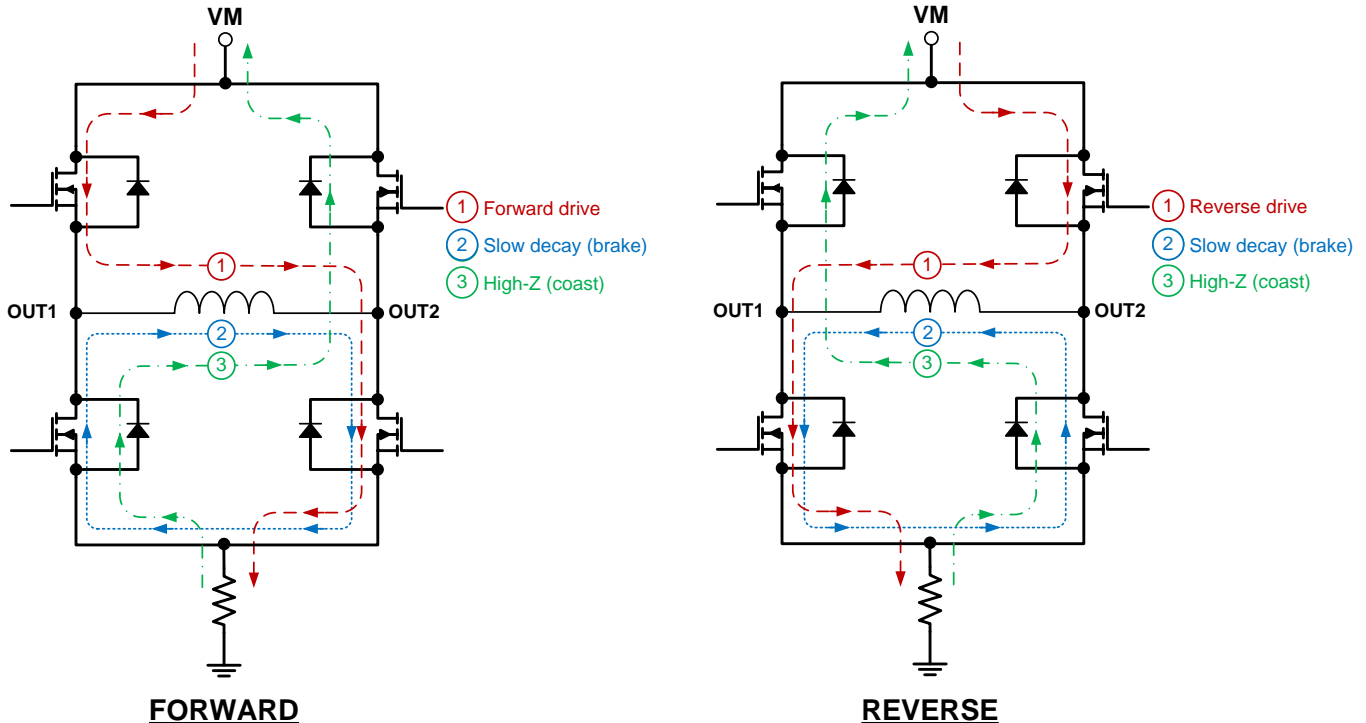 VM
1 Forward drive
2 Slow decay (brake)
3 High-Z (coast)
1
OUT1
OUT2
2
3
FORWARD
VM
1 Reverse drive
2 Slow decay (brake)
3 High-Z (coast)
1
OUT1
OUT2
2
3
REVERSE